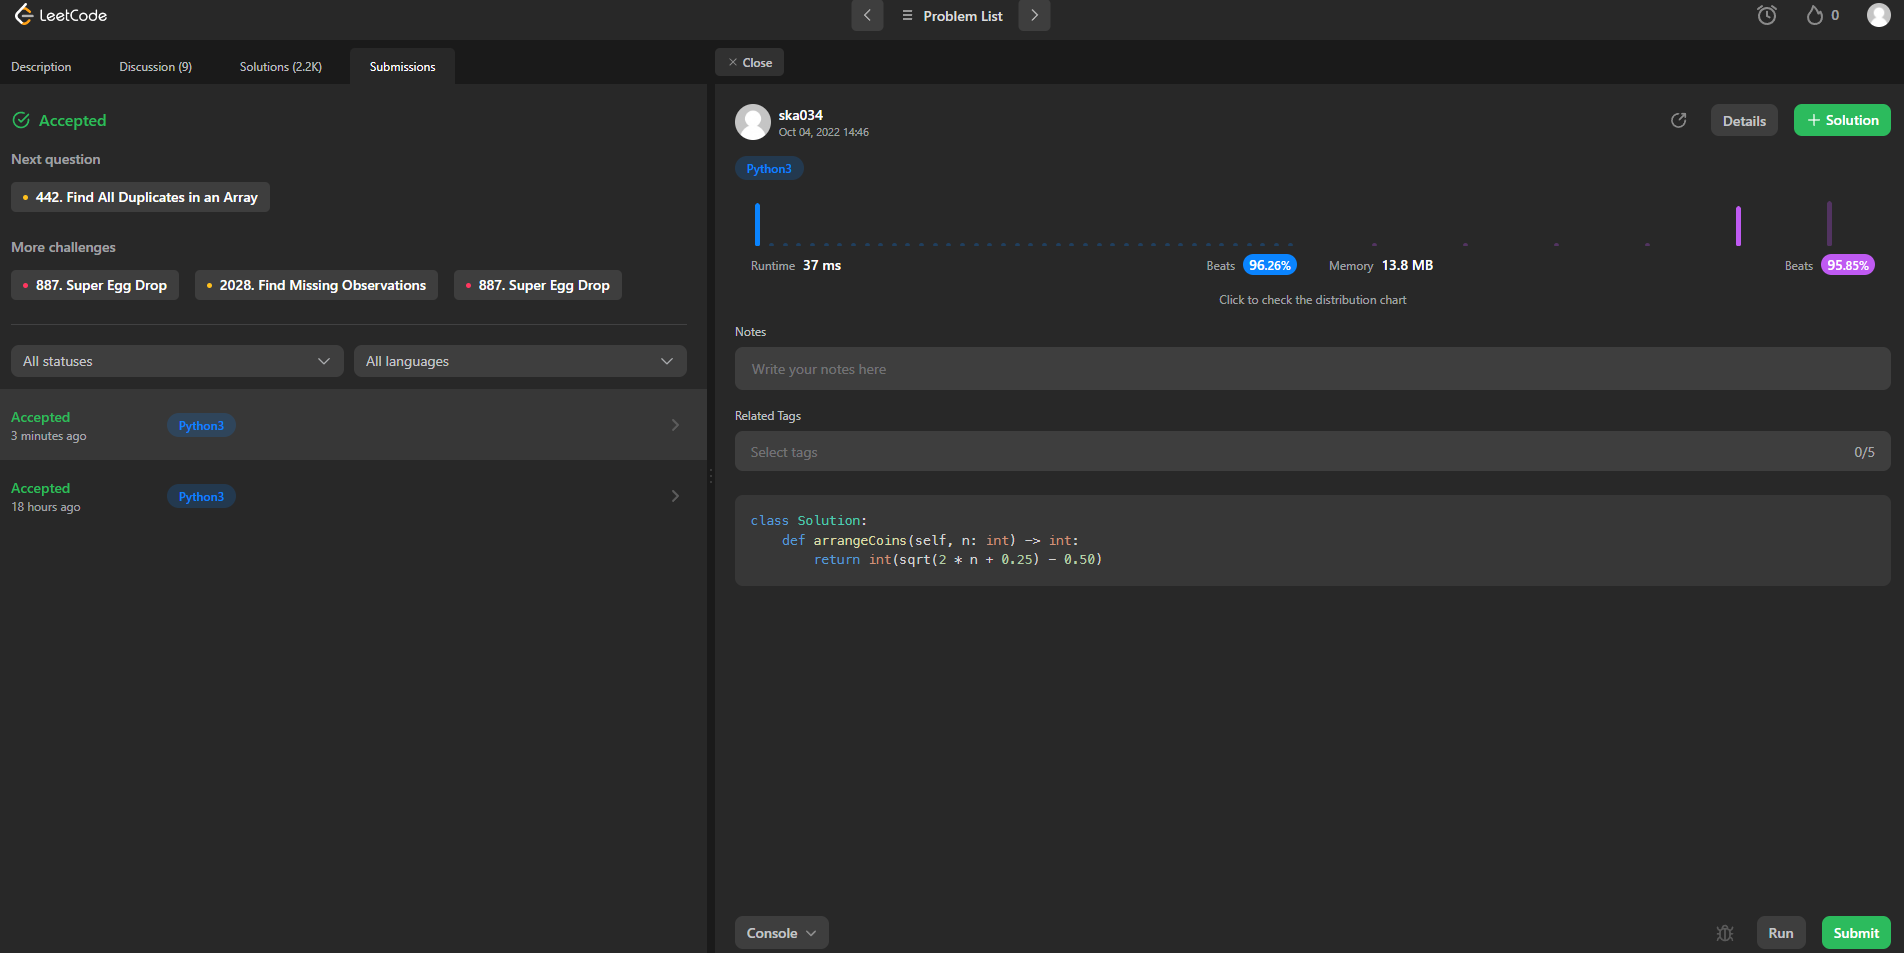 LeetCode
Problem List
0
Description
Discussion (9)
Solutions (2.2K)
Submissions
Accepted
Next question
442. Find All Duplicates in an Array
More challenges
887. Super Egg Drop
2028. Find Missing Observations
887. Super Egg Drop
All statuses
All languages
Accepted
3 minutes ago
Python3
Accepted
18 hours ago
Python3
Close
ska034
Oct 04, 2022 14:46
Details
+ Solution
Python3
Runtime 37 ms
Beats 96.26%
Memory 13.8 MB
Beats 95.85%
Click to check the distribution chart
Notes
Write your notes here
Related Tags
Select tags
0/5
class Solution:
    def arrangeCoins(self, n: int) -> int:
        return int(sqrt(2 * n + 0.25) - 0.50)
Console
Run
Submit